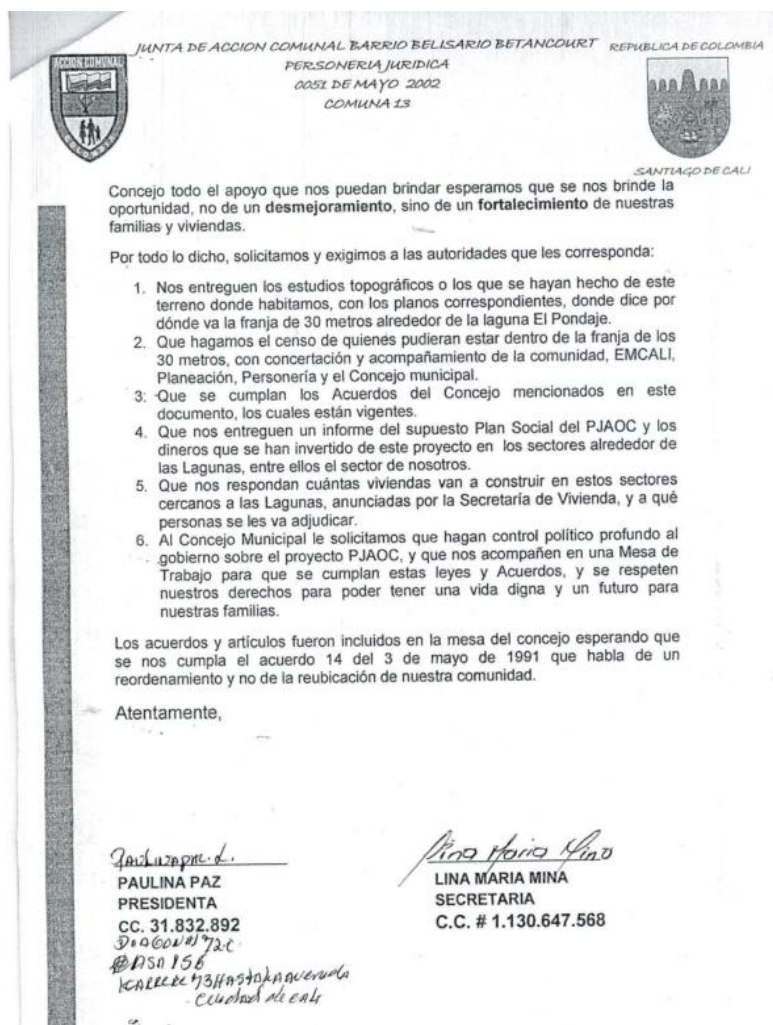 JUNTA DE ACCION COMUNAL BARRIO BELISARIO BETANCOURT
REPUBLICA DE COLOMBIA
PERSONERIA JURIDICA
0051 DE MAYO 2002
COMUNA 13
ACCION COMUNAL
SANTIAGO DE CALI
Concejo todo el apoyo que nos puedan brindar esperamos que se nos brinde la
oportunidad, no de un desmejoramiento, sino de un fortalecimiento de nuestras
familias y viviendas.
Por todo lo dicho, solicitamos y exigimos a las autoridades que les corresponda:
1. Nos entreguen los estudios topográficos o los que se hayan hecho de este
terreno donde habitamos, con los planos correspondientes, donde dice por
dónde va la franja de 30 metros alrededor de la laguna El Pondaje.
2. Que hagamos el censo de quienes pudieran estar dentro de la franja de los
30 metros, con concertación y acompañamiento de la comunidad, EMCALI,
Planeación, Personería y el Concejo municipal.
3. Que se cumplan los Acuerdos del Concejo mencionados en este
documento, los cuales están vigentes.
4. Que nos entreguen un informe del supuesto Plan Social del PJAOC y los
dineros que se han invertido de este proyecto en los sectores alrededor de
las Lagunas, entre ellos el sector de nosotros.
5. Que nos respondan cuántas viviendas van a construir en estos sectores
cercanos a las Lagunas, anunciadas por la Secretaría de Vivienda, y a qué
personas se les va adjudicar.
6. Al Concejo Municipal le solicitamos que hagan control político profundo al
gobierno sobre el proyecto PJAOC, y que nos acompañen en una Mesa de
Trabajo para que se cumplan estas leyes y Acuerdos, y se respeten
nuestros derechos para poder tener una vida digna y un futuro para
nuestras familias.
Los acuerdos y artículos fueron incluidos en la mesa del concejo esperando que
se nos cumpla el acuerdo 14 del 3 de mayo de 1991 que habla de un
reordenamiento y no de la reubicación de nuestra comunidad.
Atentamente,
Lina Maria Mina
PAULINA PAZ
LINA MARIA MINA
PRESIDENTA
SECRETARIA
CC. 31.832.892
C.C. # 1.130.647.568
72C